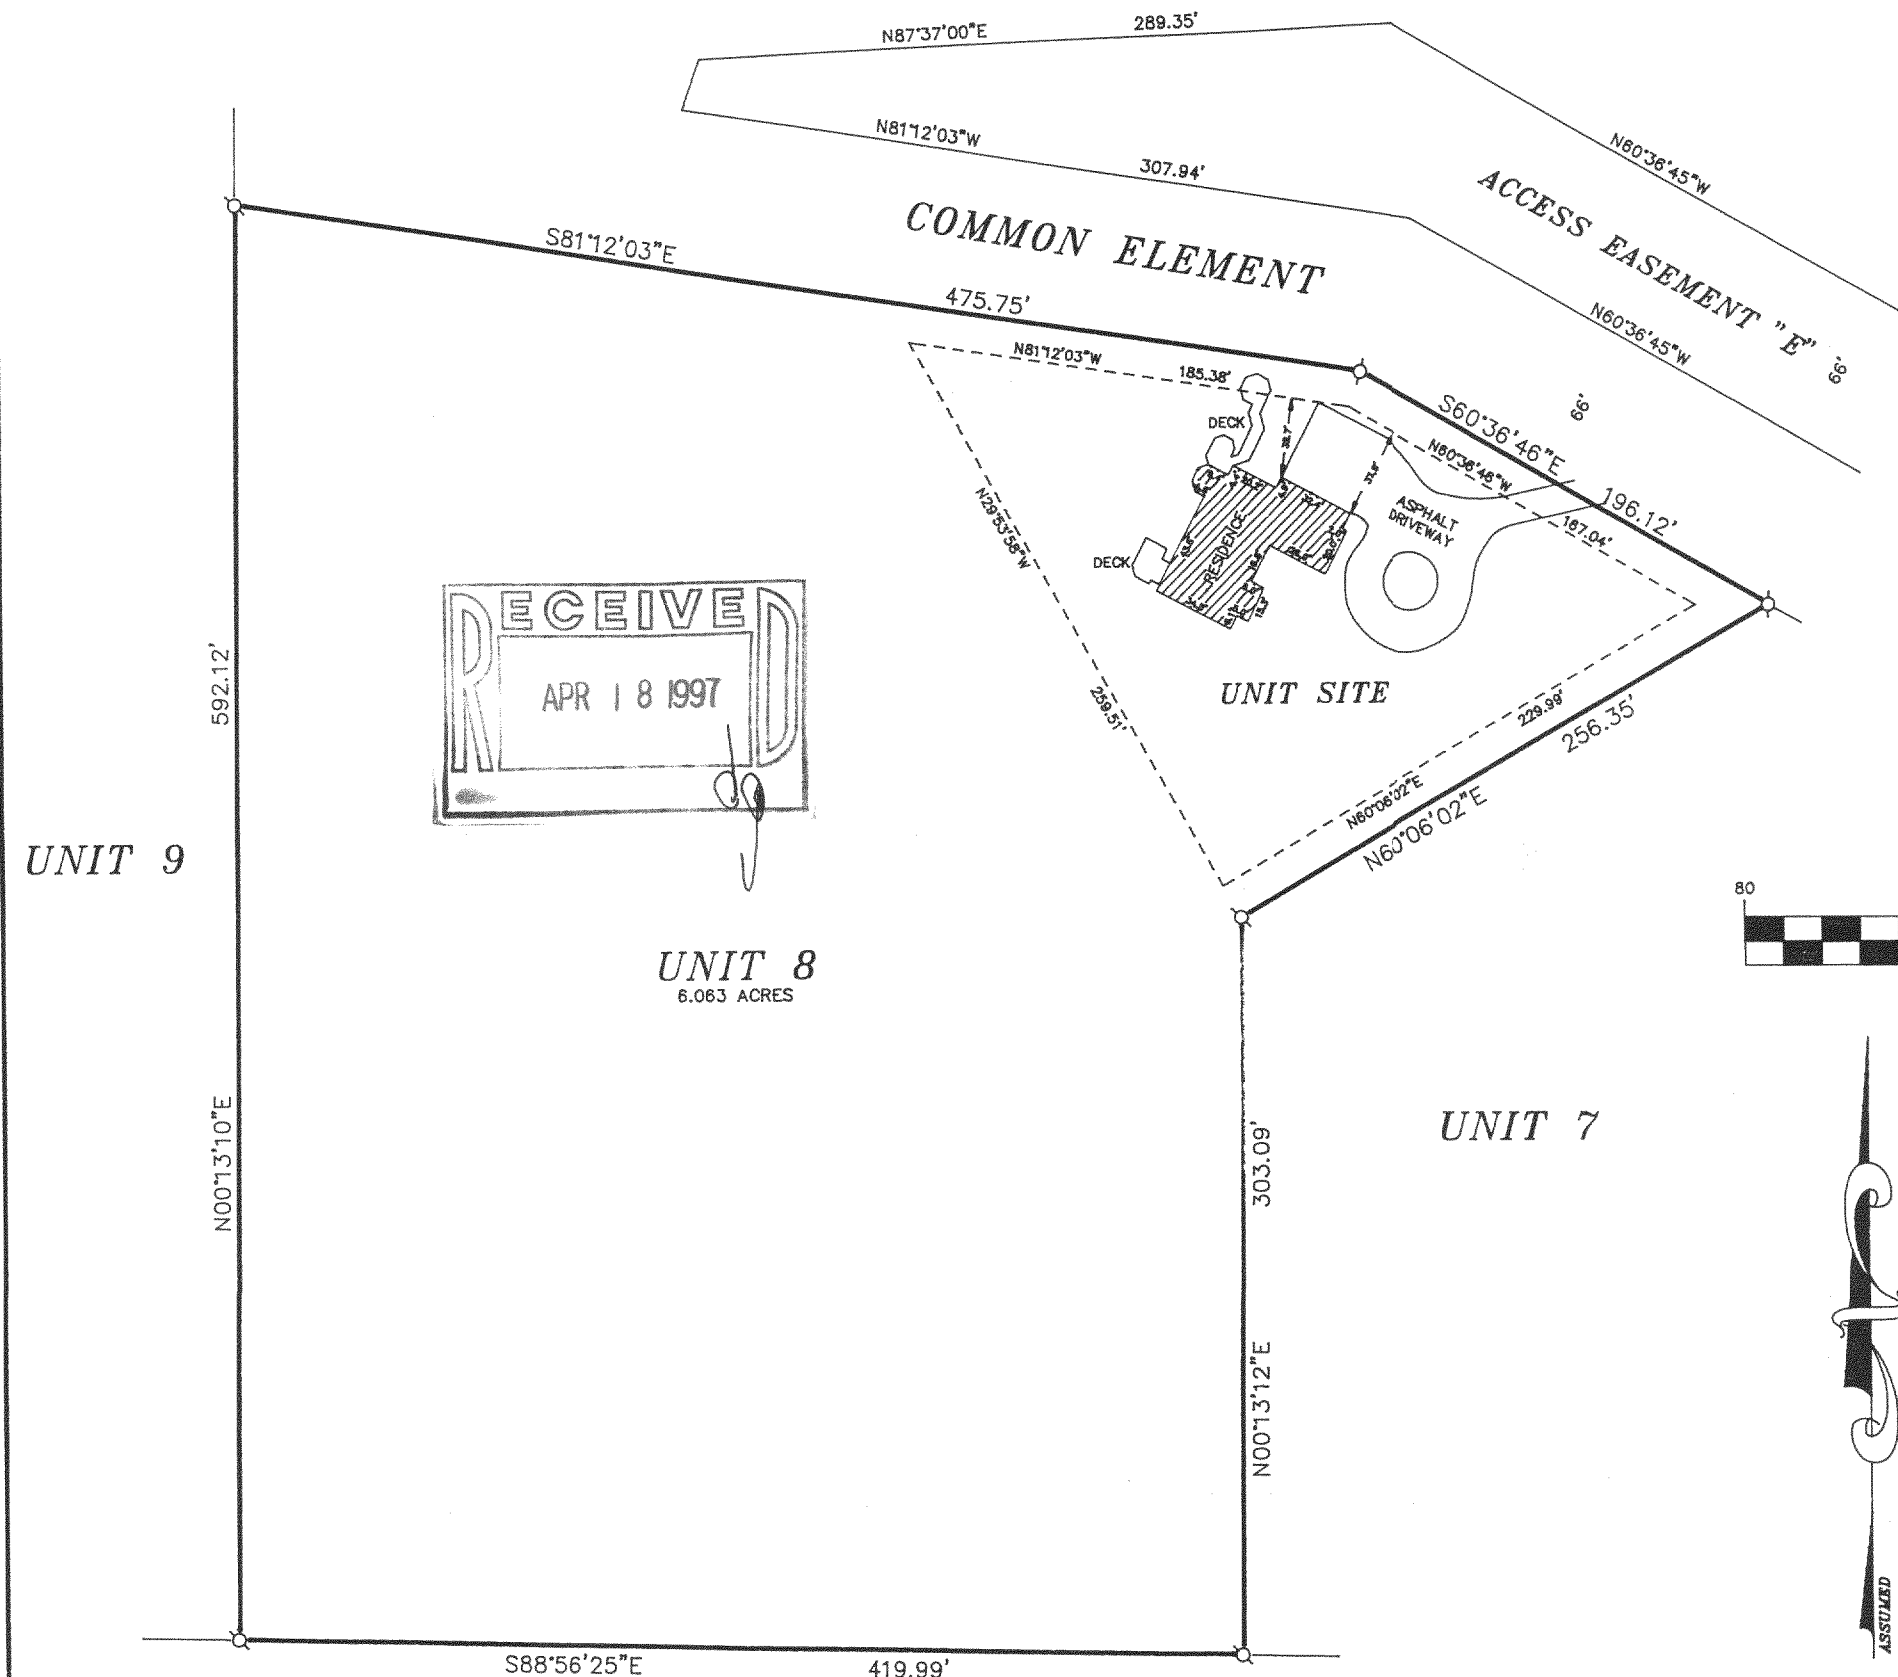 N87°37'00"E
289.35'
N81°12'03"W
307.94'
N60°36'45"W
ACCESS EASEMENT "E"
N60°36'45"W
66'
66'
COMMON ELEMENT
S81°12'03"E
475.75'
N81°12'03"W
185.38'
S60°36'46"E
196.12'
N60°36'46"W
167.04'
DECK
DECK
RESIDENCE
ASPHALT
DRIVEWAY
N29°53'58"W
259.51'
UNIT SITE
229.99'
N60°06'02"E
256.35'
N60°06'02"E
RECEIVED
APR 18 1997
592.12'
N00°13'10"E
UNIT 9
UNIT 8
6.063 ACRES
UNIT 7
80
303.09'
N00°13'12"E
ASSUMED
S88°56'25"E
419.99'